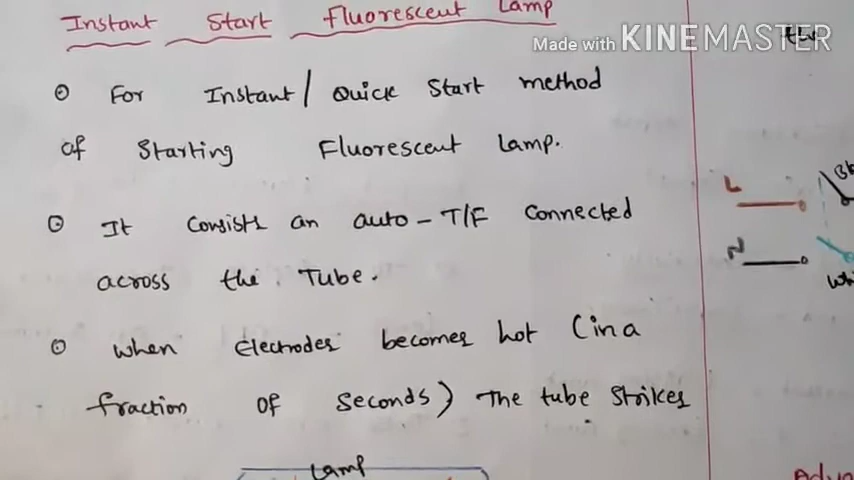 Instant Start Fluorescent Lamp
Made with KINEMASTER
the
⊙ For Instant/ Quick Start method
of Starting Fluorescent Lamp.
⊙ It consists an auto-T/F connected
across the Tube.
⊙ when Electrodes becomes hot (in a
fraction of seconds) The tube Strikes
Lamp
L
N